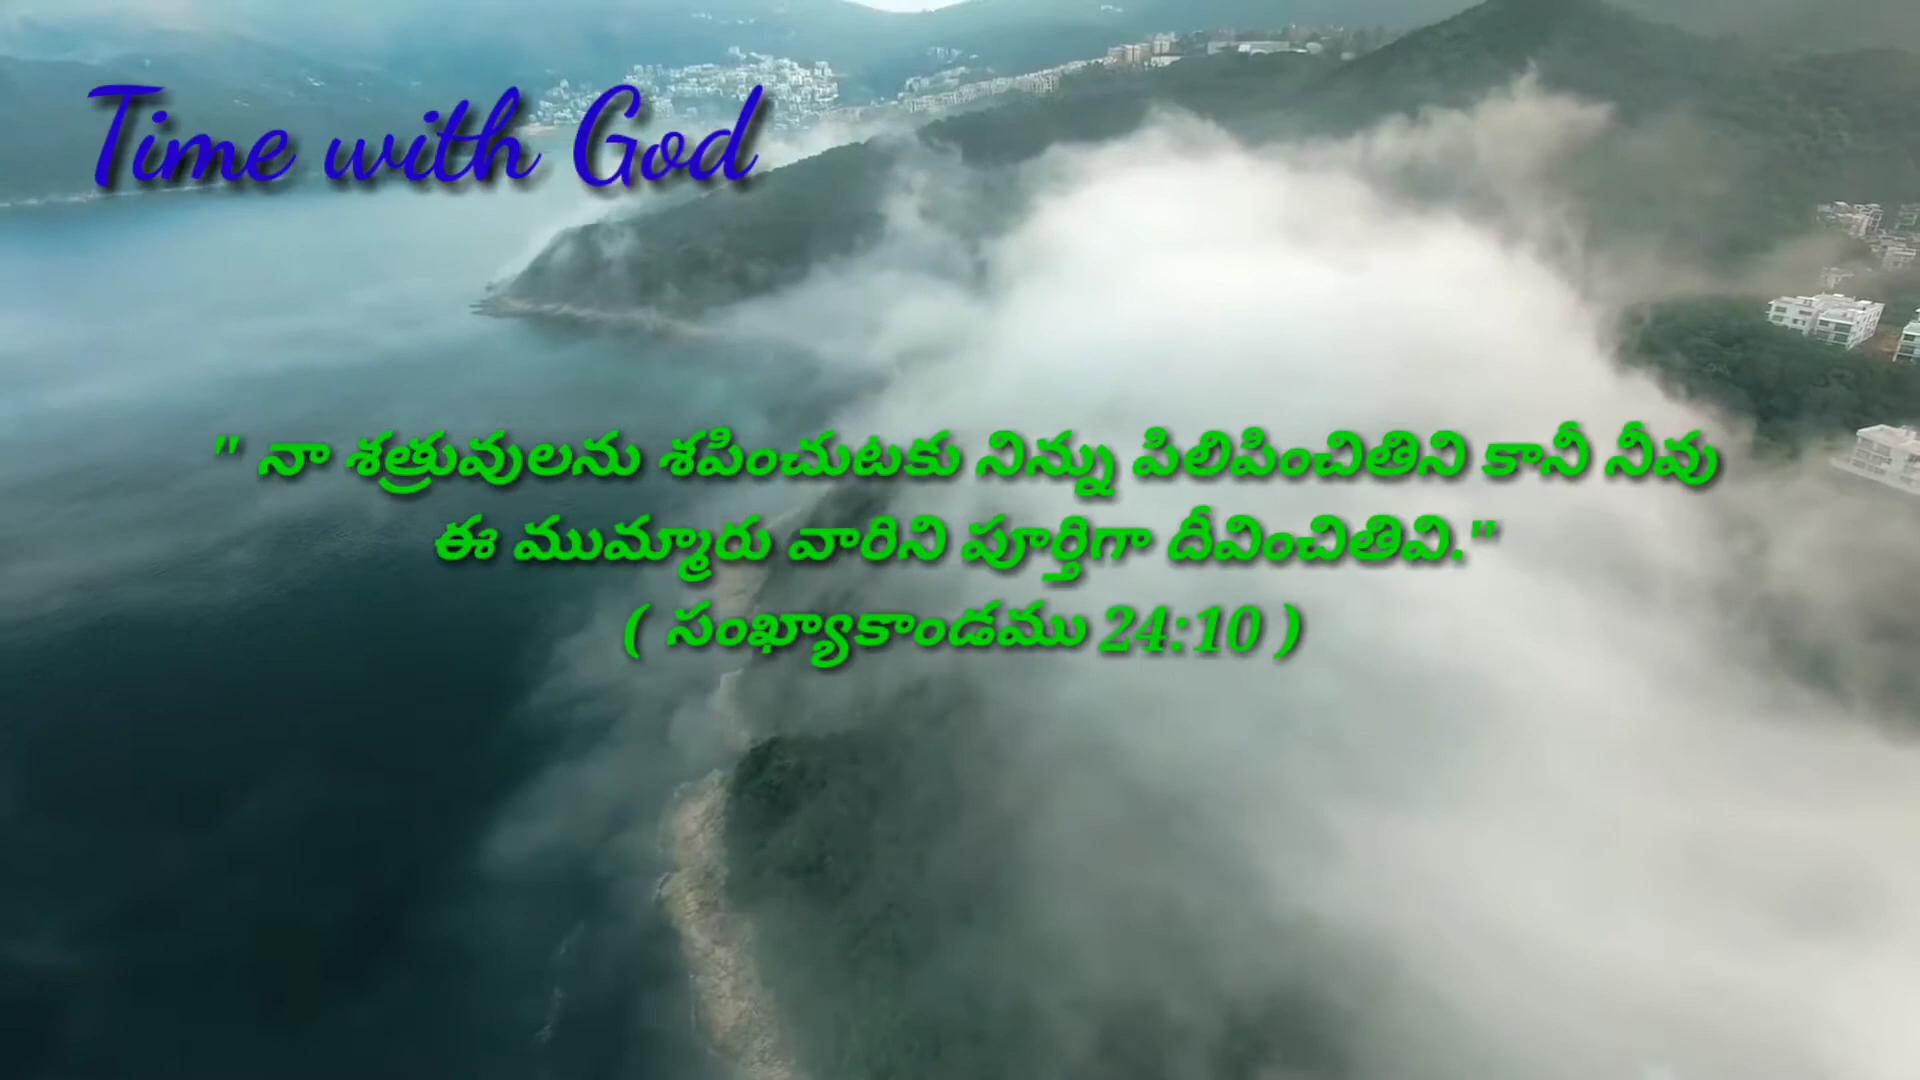 Time with God
" నా శత్రువులను శపించుటకు నిన్ను పిలిపించితిని కానీ నీవు
ఈ ముమ్మారు వారిని పూర్తిగా దీవించితివి."
( సంఖ్యాకాండము 24:10 )